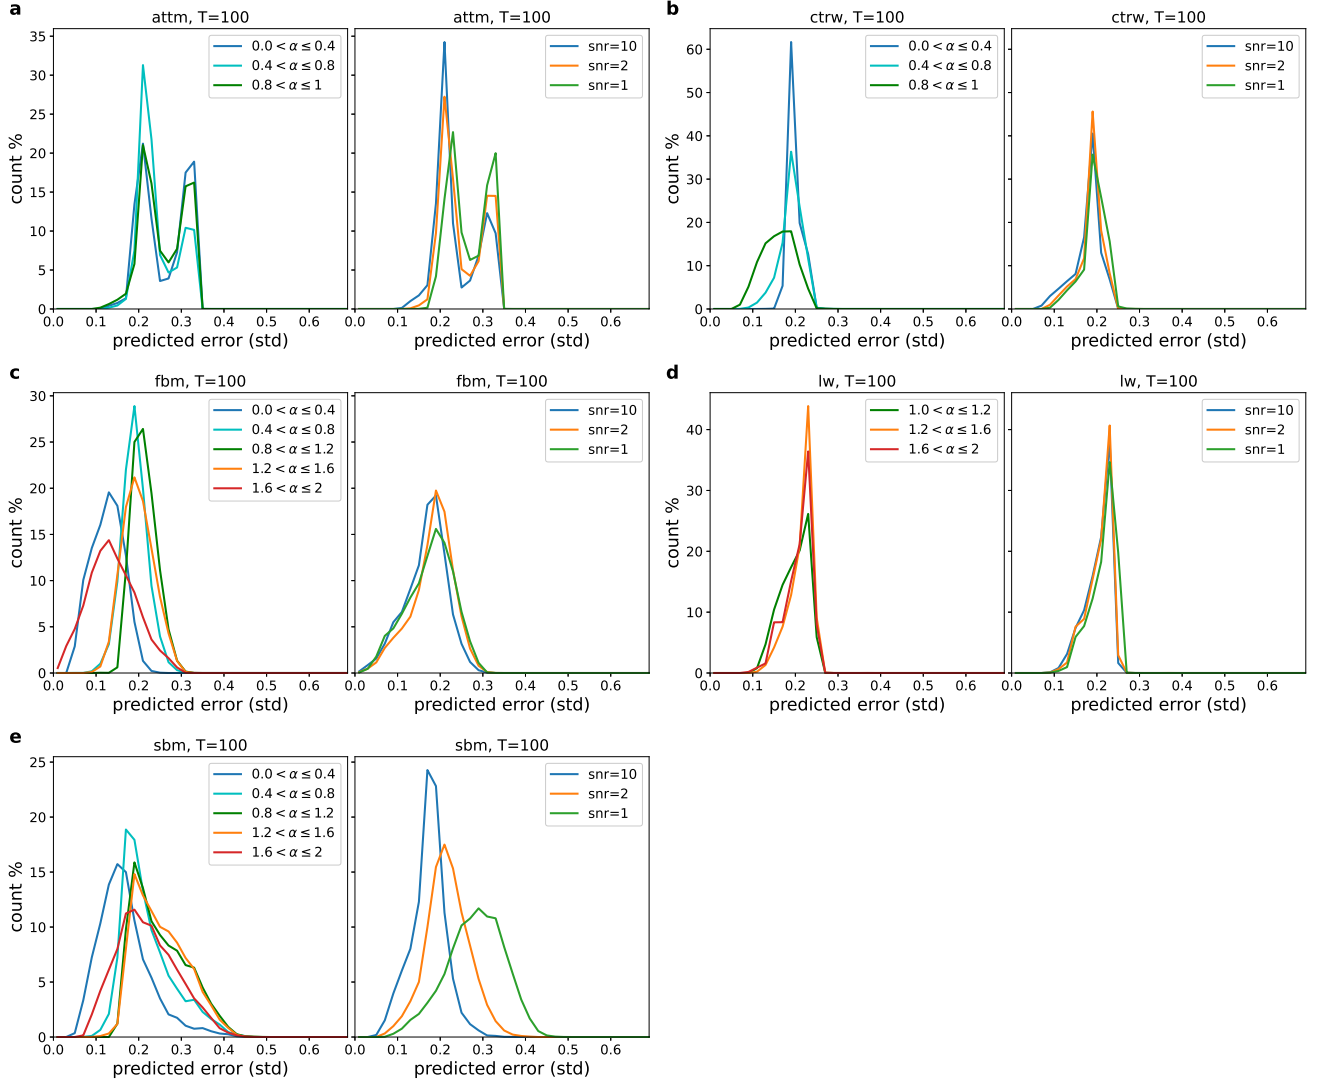 a
attm, T=100
attm, T=100
count %
35
30
25
20
15
10
5
0
0.0 < α ≤ 0.4
0.4 < α ≤ 0.8
0.8 < α ≤ 1
snr=10
snr=2
snr=1
0.0 0.1 0.2 0.3 0.4 0.5 0.6
0.0 0.1 0.2 0.3 0.4 0.5 0.6
predicted error (std)
predicted error (std)
b
ctrw, T=100
ctrw, T=100
count %
60
50
40
30
20
10
0
0.0 < α ≤ 0.4
0.4 < α ≤ 0.8
0.8 < α ≤ 1
snr=10
snr=2
snr=1
0.0 0.1 0.2 0.3 0.4 0.5 0.6
0.0 0.1 0.2 0.3 0.4 0.5 0.6
predicted error (std)
predicted error (std)
c
fbm, T=100
fbm, T=100
count %
30
25
20
15
10
5
0
0.0 < α ≤ 0.4
0.4 < α ≤ 0.8
0.8 < α ≤ 1.2
1.2 < α ≤ 1.6
1.6 < α ≤ 2
snr=10
snr=2
snr=1
0.0 0.1 0.2 0.3 0.4 0.5 0.6
0.0 0.1 0.2 0.3 0.4 0.5 0.6
predicted error (std)
predicted error (std)
d
lw, T=100
lw, T=100
count %
40
30
20
10
0
1.0 < α ≤ 1.2
1.2 < α ≤ 1.6
1.6 < α ≤ 2
snr=10
snr=2
snr=1
0.0 0.1 0.2 0.3 0.4 0.5 0.6
0.0 0.1 0.2 0.3 0.4 0.5 0.6
predicted error (std)
predicted error (std)
e
sbm, T=100
sbm, T=100
count %
25
20
15
10
5
0
0.0 < α ≤ 0.4
0.4 < α ≤ 0.8
0.8 < α ≤ 1.2
1.2 < α ≤ 1.6
1.6 < α ≤ 2
snr=10
snr=2
snr=1
0.0 0.1 0.2 0.3 0.4 0.5 0.6
0.0 0.1 0.2 0.3 0.4 0.5 0.6
predicted error (std)
predicted error (std)